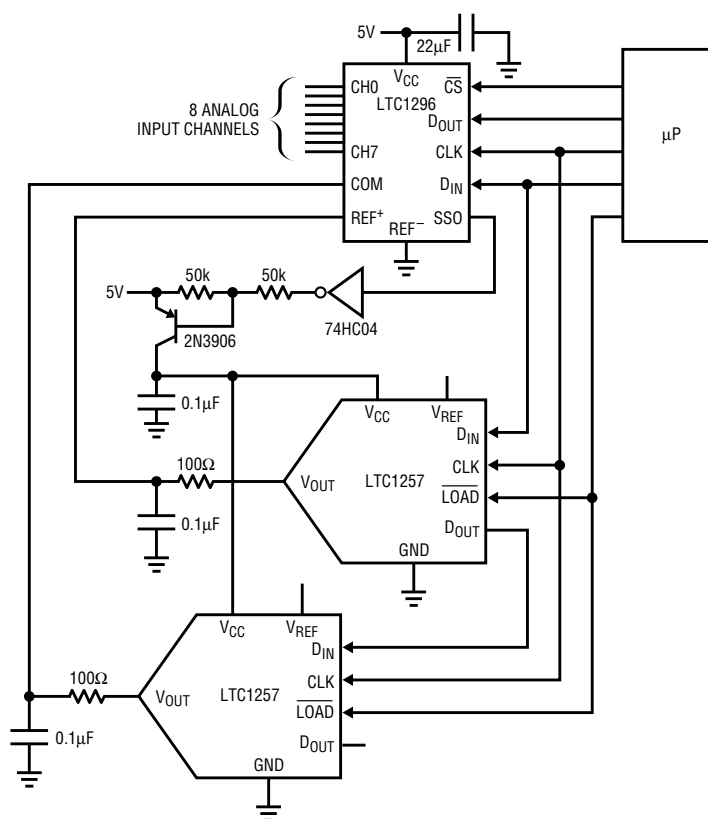 5V
22µF
VCC
LTC1296
8 ANALOG
INPUT CHANNELS
CH0
CH7
COM
REF+
REF−
CS
DOUT
CLK
DIN
SSO
µP
5V
50k
50k
2N3906
74HC04
0.1µF
VCC
VREF
DIN
CLK
LOAD
DOUT
LTC1257
VOUT
GND
100Ω
0.1µF
VCC
VREF
DIN
CLK
LOAD
DOUT
LTC1257
VOUT
GND
100Ω
0.1µF